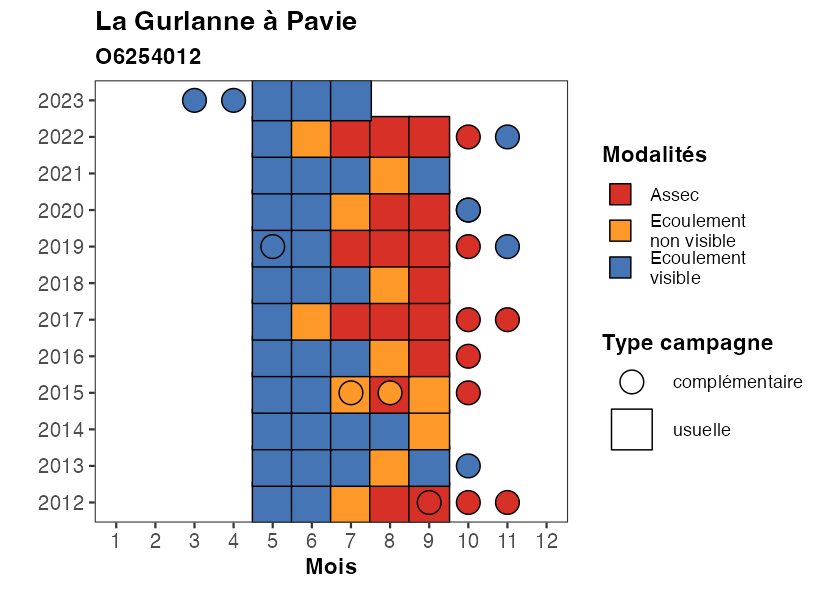 La Gurlanne à Pavie
O6254012
2023
2022
2021
2020
2019
2018
2017
2016
2015
2014
2013
2012
1 2 3 4 5 6 7 8 9 10 11 12
Mois
Modalités
Assec
Ecoulement
non visible
Ecoulement
visible
Type campagne
complémentaire
usuelle